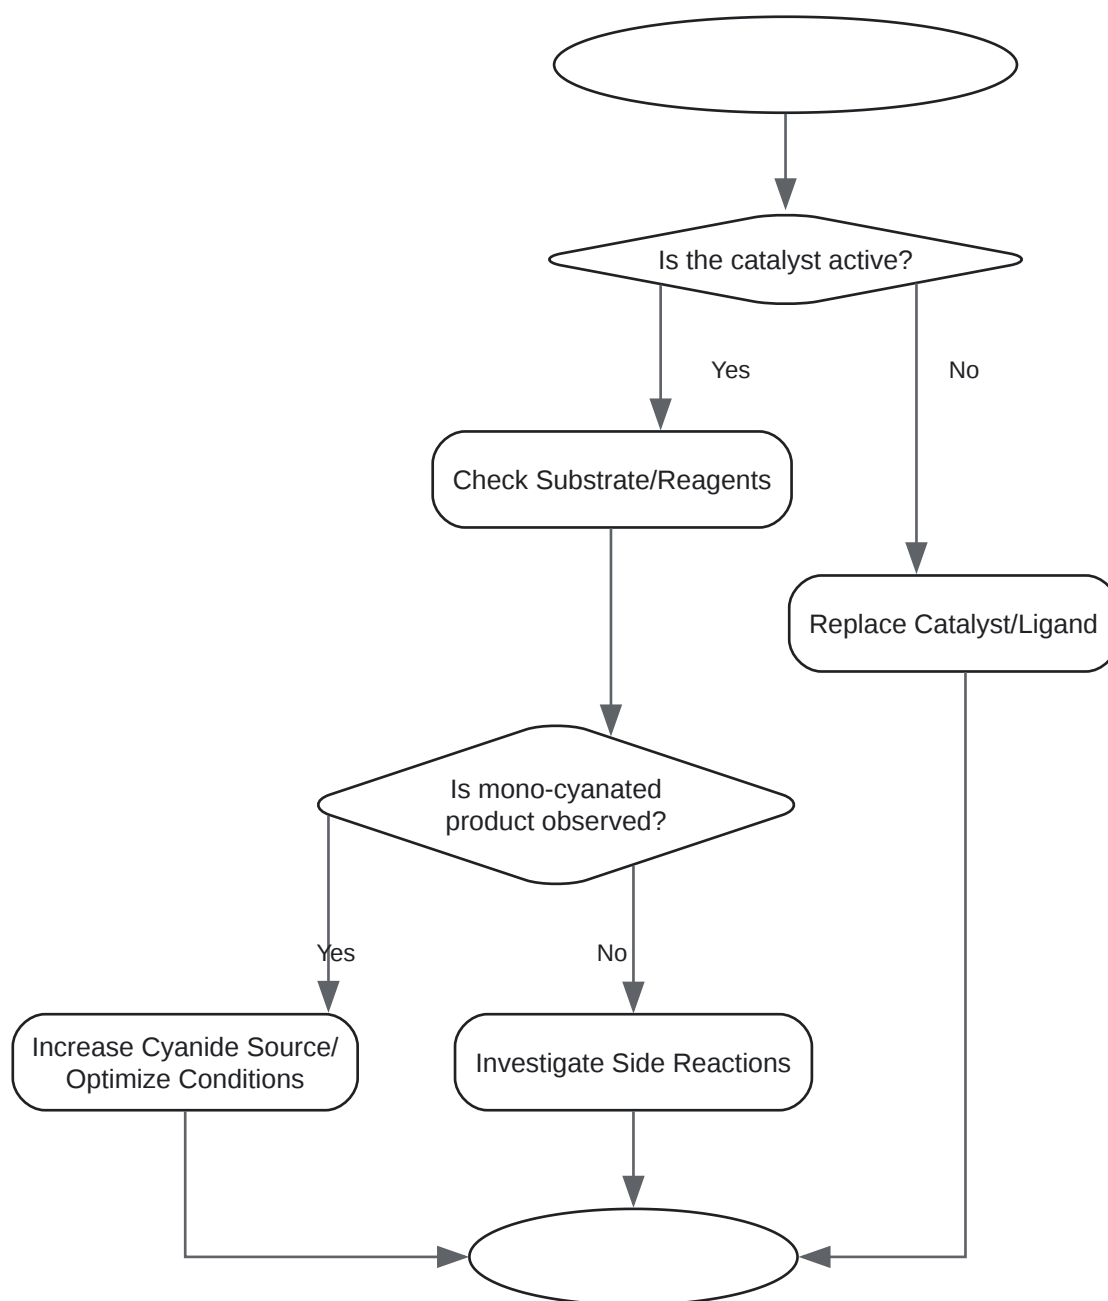 Is the catalyst active?
Yes
No
Check Substrate/Reagents
Replace Catalyst/Ligand
Is mono-cyanated
product observed?
Yes
No
Increase Cyanide Source/
Optimize Conditions
Investigate Side Reactions